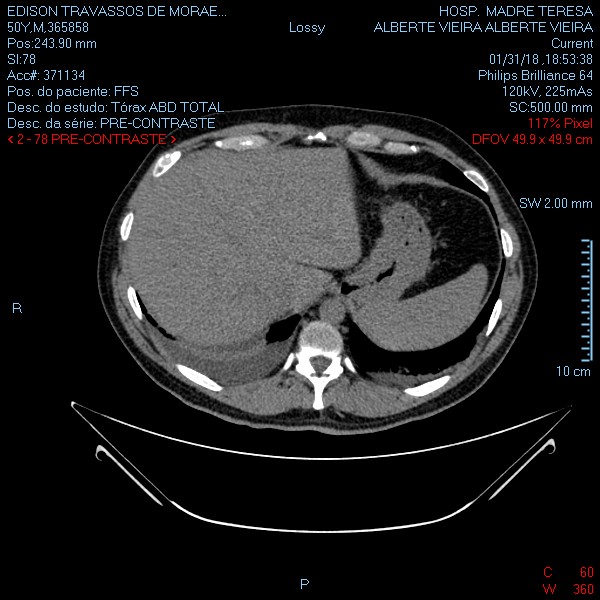 EDISON TRAVASSOS DE MORAE...
50Y,M,365858
Pos:243.90 mm
SI:78
Acc#: 371134
Pos. do paciente: FFS
Desc. do estudo: Tórax ABD TOTAL
Desc. da série: PRE-CONTRASTE
< 2 - 78 PRE-CONTRASTE >
Lossy
HOSP. MADRE TERESA
ALBERTE VIEIRA ALBERTE VIEIRA
Current
01/31/18 ,18:53:38
Philips Brilliance 64
120kV, 225mAs
SC:500.00 mm
117% Pixel
DFOV 49.9 x 49.9 cm
SW 2.00 mm
R
10 cm
P
C 60
W 360